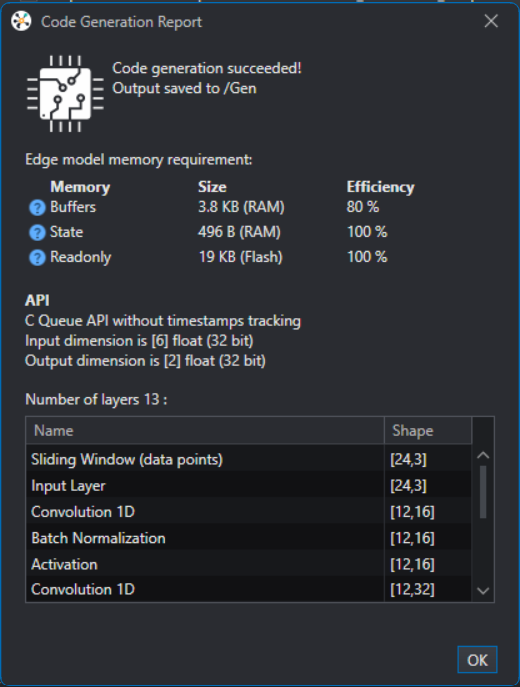 Code Generation Report
Code generation succeeded!
Output saved to /Gen
Edge model memory requirement:
Memory Size Efficiency
? Buffers 3.8 KB (RAM) 80 %
? State 496 B (RAM) 100 %
? Readonly 19 KB (Flash) 100 %
API
C Queue API without timestamps tracking
Input dimension is [6] float (32 bit)
Output dimension is [2] float (32 bit)
Number of layers 13 :
Name Shape
Sliding Window (data points) [24,3]
Input Layer [24,3]
Convolution 1D [12,16]
Batch Normalization [12,16]
Activation [12,16]
Convolution 1D [12,32]
OK